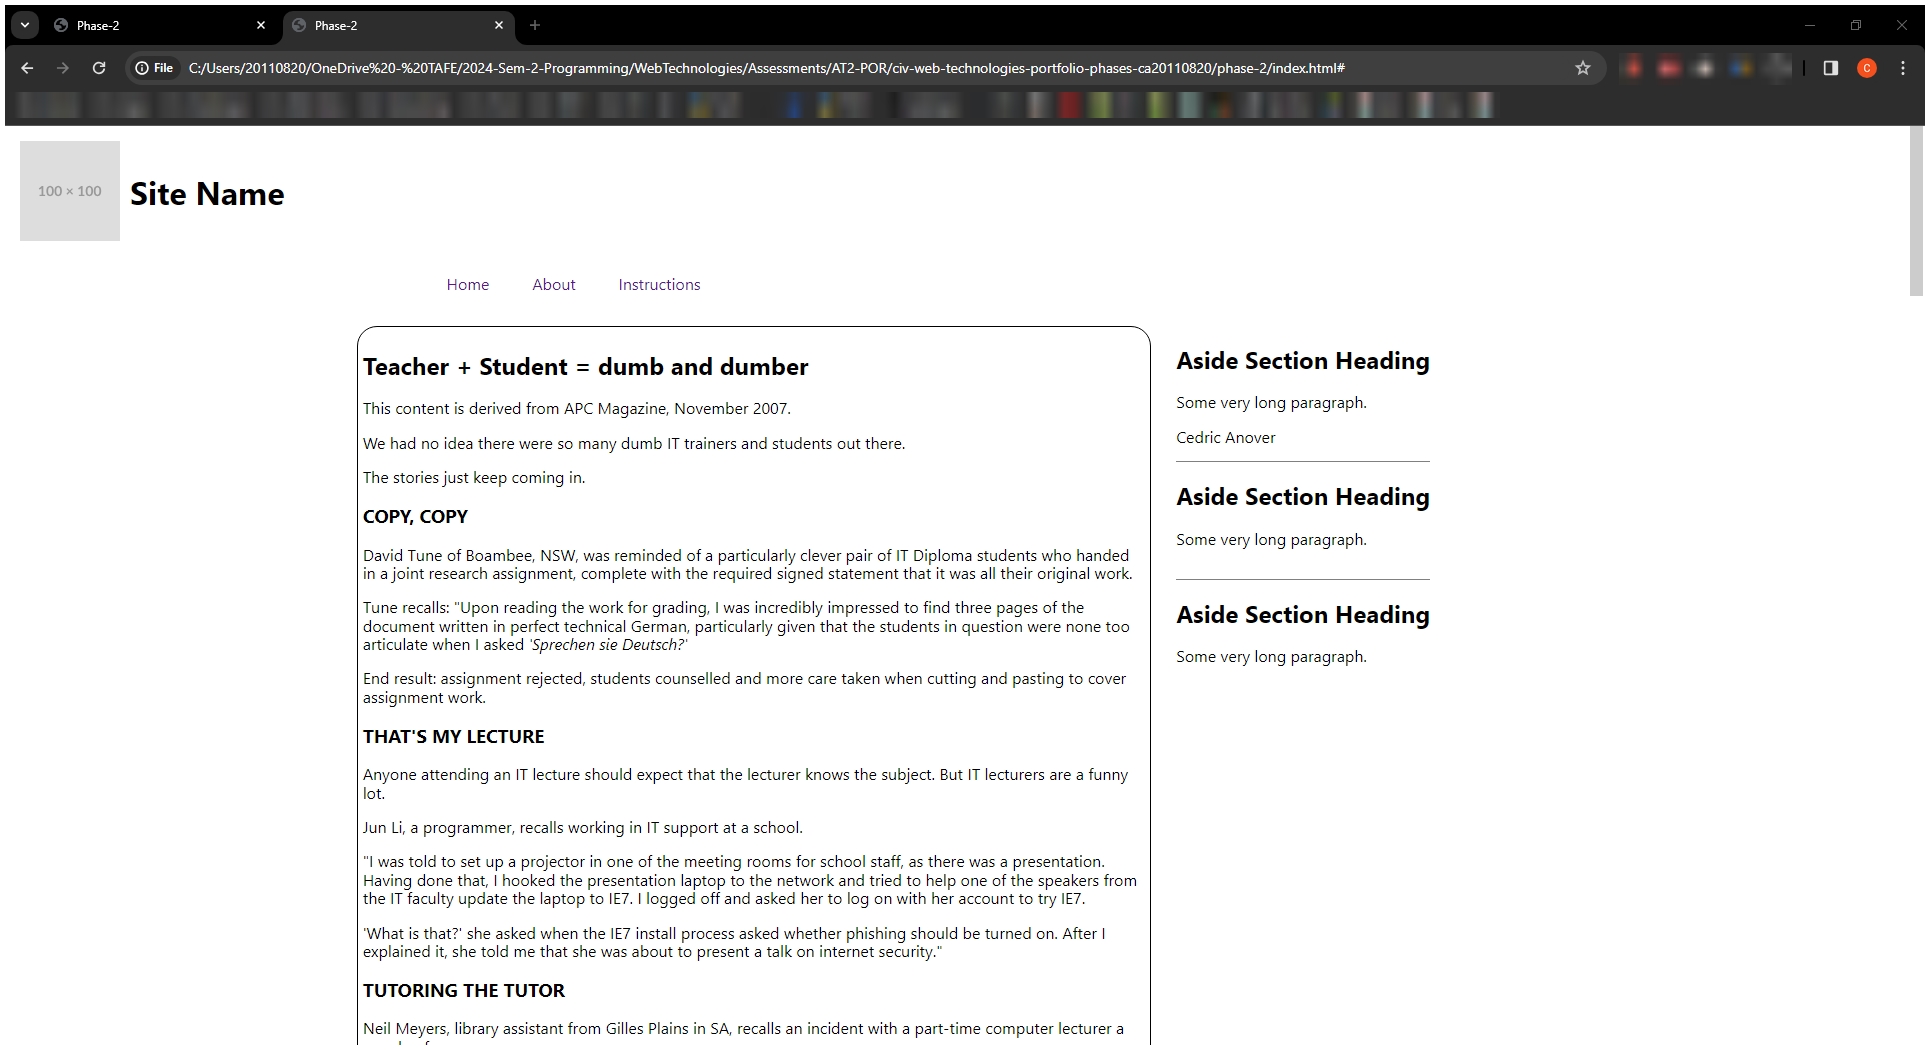 Phase-2
Phase-2
File C:/Users/20110820/OneDrive%20-%20TAFE/2024-Sem-2-Programming/WebTechnologies/Assessments/AT2-POR/civ-web-technologies-portfolio-phases-ca20110820/phase-2/index.html#
C
100 × 100
Site Name
Home About Instructions
Teacher + Student = dumb and dumber
This content is derived from APC Magazine, November 2007.
We had no idea there were so many dumb IT trainers and students out there.
The stories just keep coming in.
COPY, COPY
David Tune of Boambee, NSW, was reminded of a particularly clever pair of IT Diploma students who handed
in a joint research assignment, complete with the required signed statement that it was all their original work.
Tune recalls: "Upon reading the work for grading, I was incredibly impressed to find three pages of the
document written in perfect technical German, particularly given that the students in question were none too
articulate when I asked 'Sprechen sie Deutsch?'
End result: assignment rejected, students counselled and more care taken when cutting and pasting to cover
assignment work.
THAT'S MY LECTURE
Anyone attending an IT lecture should expect that the lecturer knows the subject. But IT lecturers are a funny
lot.
Jun Li, a programmer, recalls working in IT support at a school.
"I was told to set up a projector in one of the meeting rooms for school staff, as there was a presentation.
Having done that, I hooked the presentation laptop to the network and tried to help one of the speakers from
the IT faculty update the laptop to IE7. I logged off and asked her to log on with her account to try IE7.
'What is that?' she asked when the IE7 install process asked whether phishing should be turned on. After I
explained it, she told me that she was about to present a talk on internet security."
TUTORING THE TUTOR
Neil Meyers, library assistant from Gilles Plains in SA, recalls an incident with a part-time computer lecturer a
Aside Section Heading
Some very long paragraph.
Cedric Anover
Aside Section Heading
Some very long paragraph.
Aside Section Heading
Some very long paragraph.